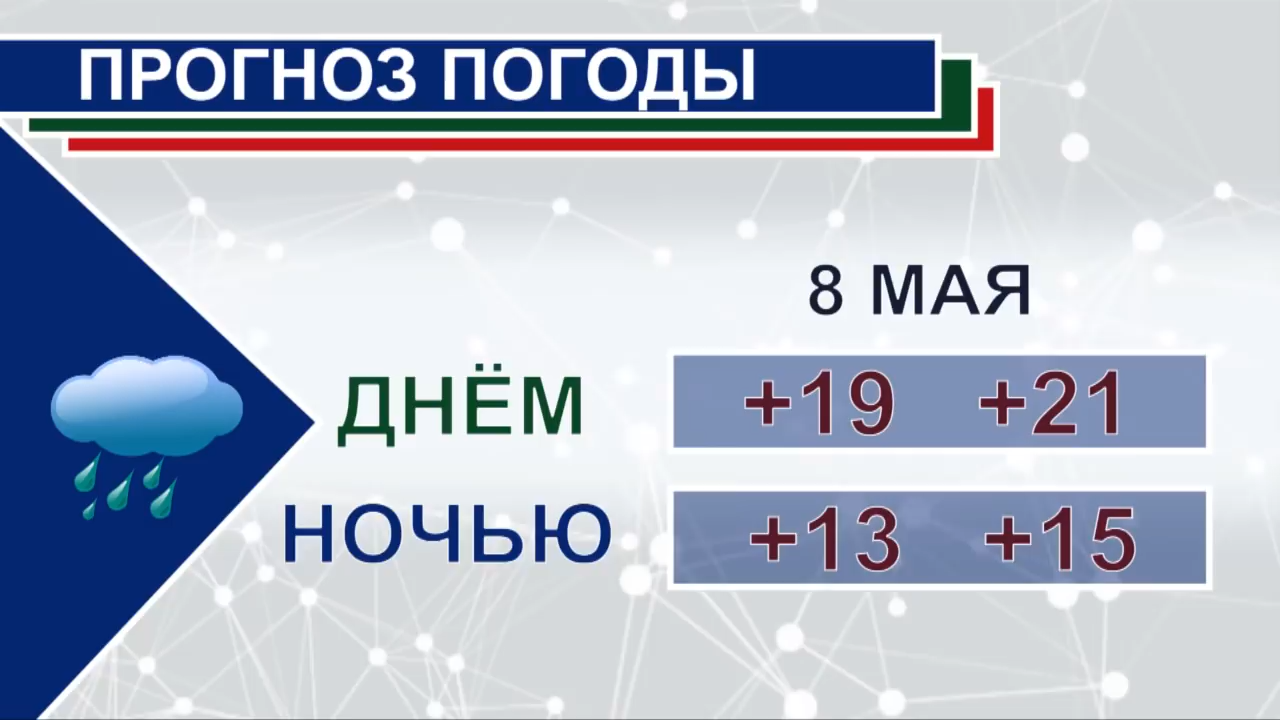 ПРОГНОЗ ПОГОДЫ
8 МАЯ
ДНЁМ +19 +21
НОЧЬЮ +13 +15